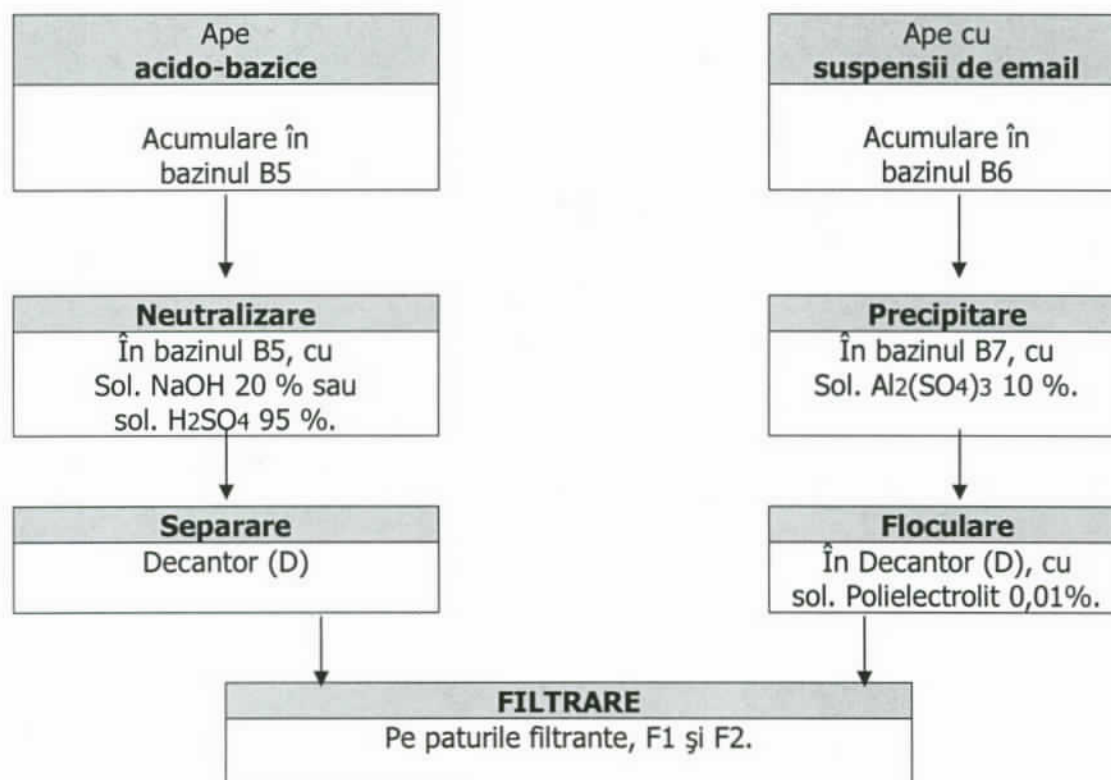 Ape
acido-bazice
Acumulare în
bazinul B5
Neutralizare
În bazinul B5, cu
Sol. NaOH 20 % sau
sol. H2SO4 95 %.
Separare
Decantor (D)
Ape cu
suspensii de email
Acumulare în
bazinul B6
Precipitare
În bazinul B7, cu
Sol. Al2(SO4)3 10 %.
Floculare
În Decantor (D), cu
sol. Polielectrolit 0,01%.
FILTRARE
Pe paturile filtrante, F1 şi F2.